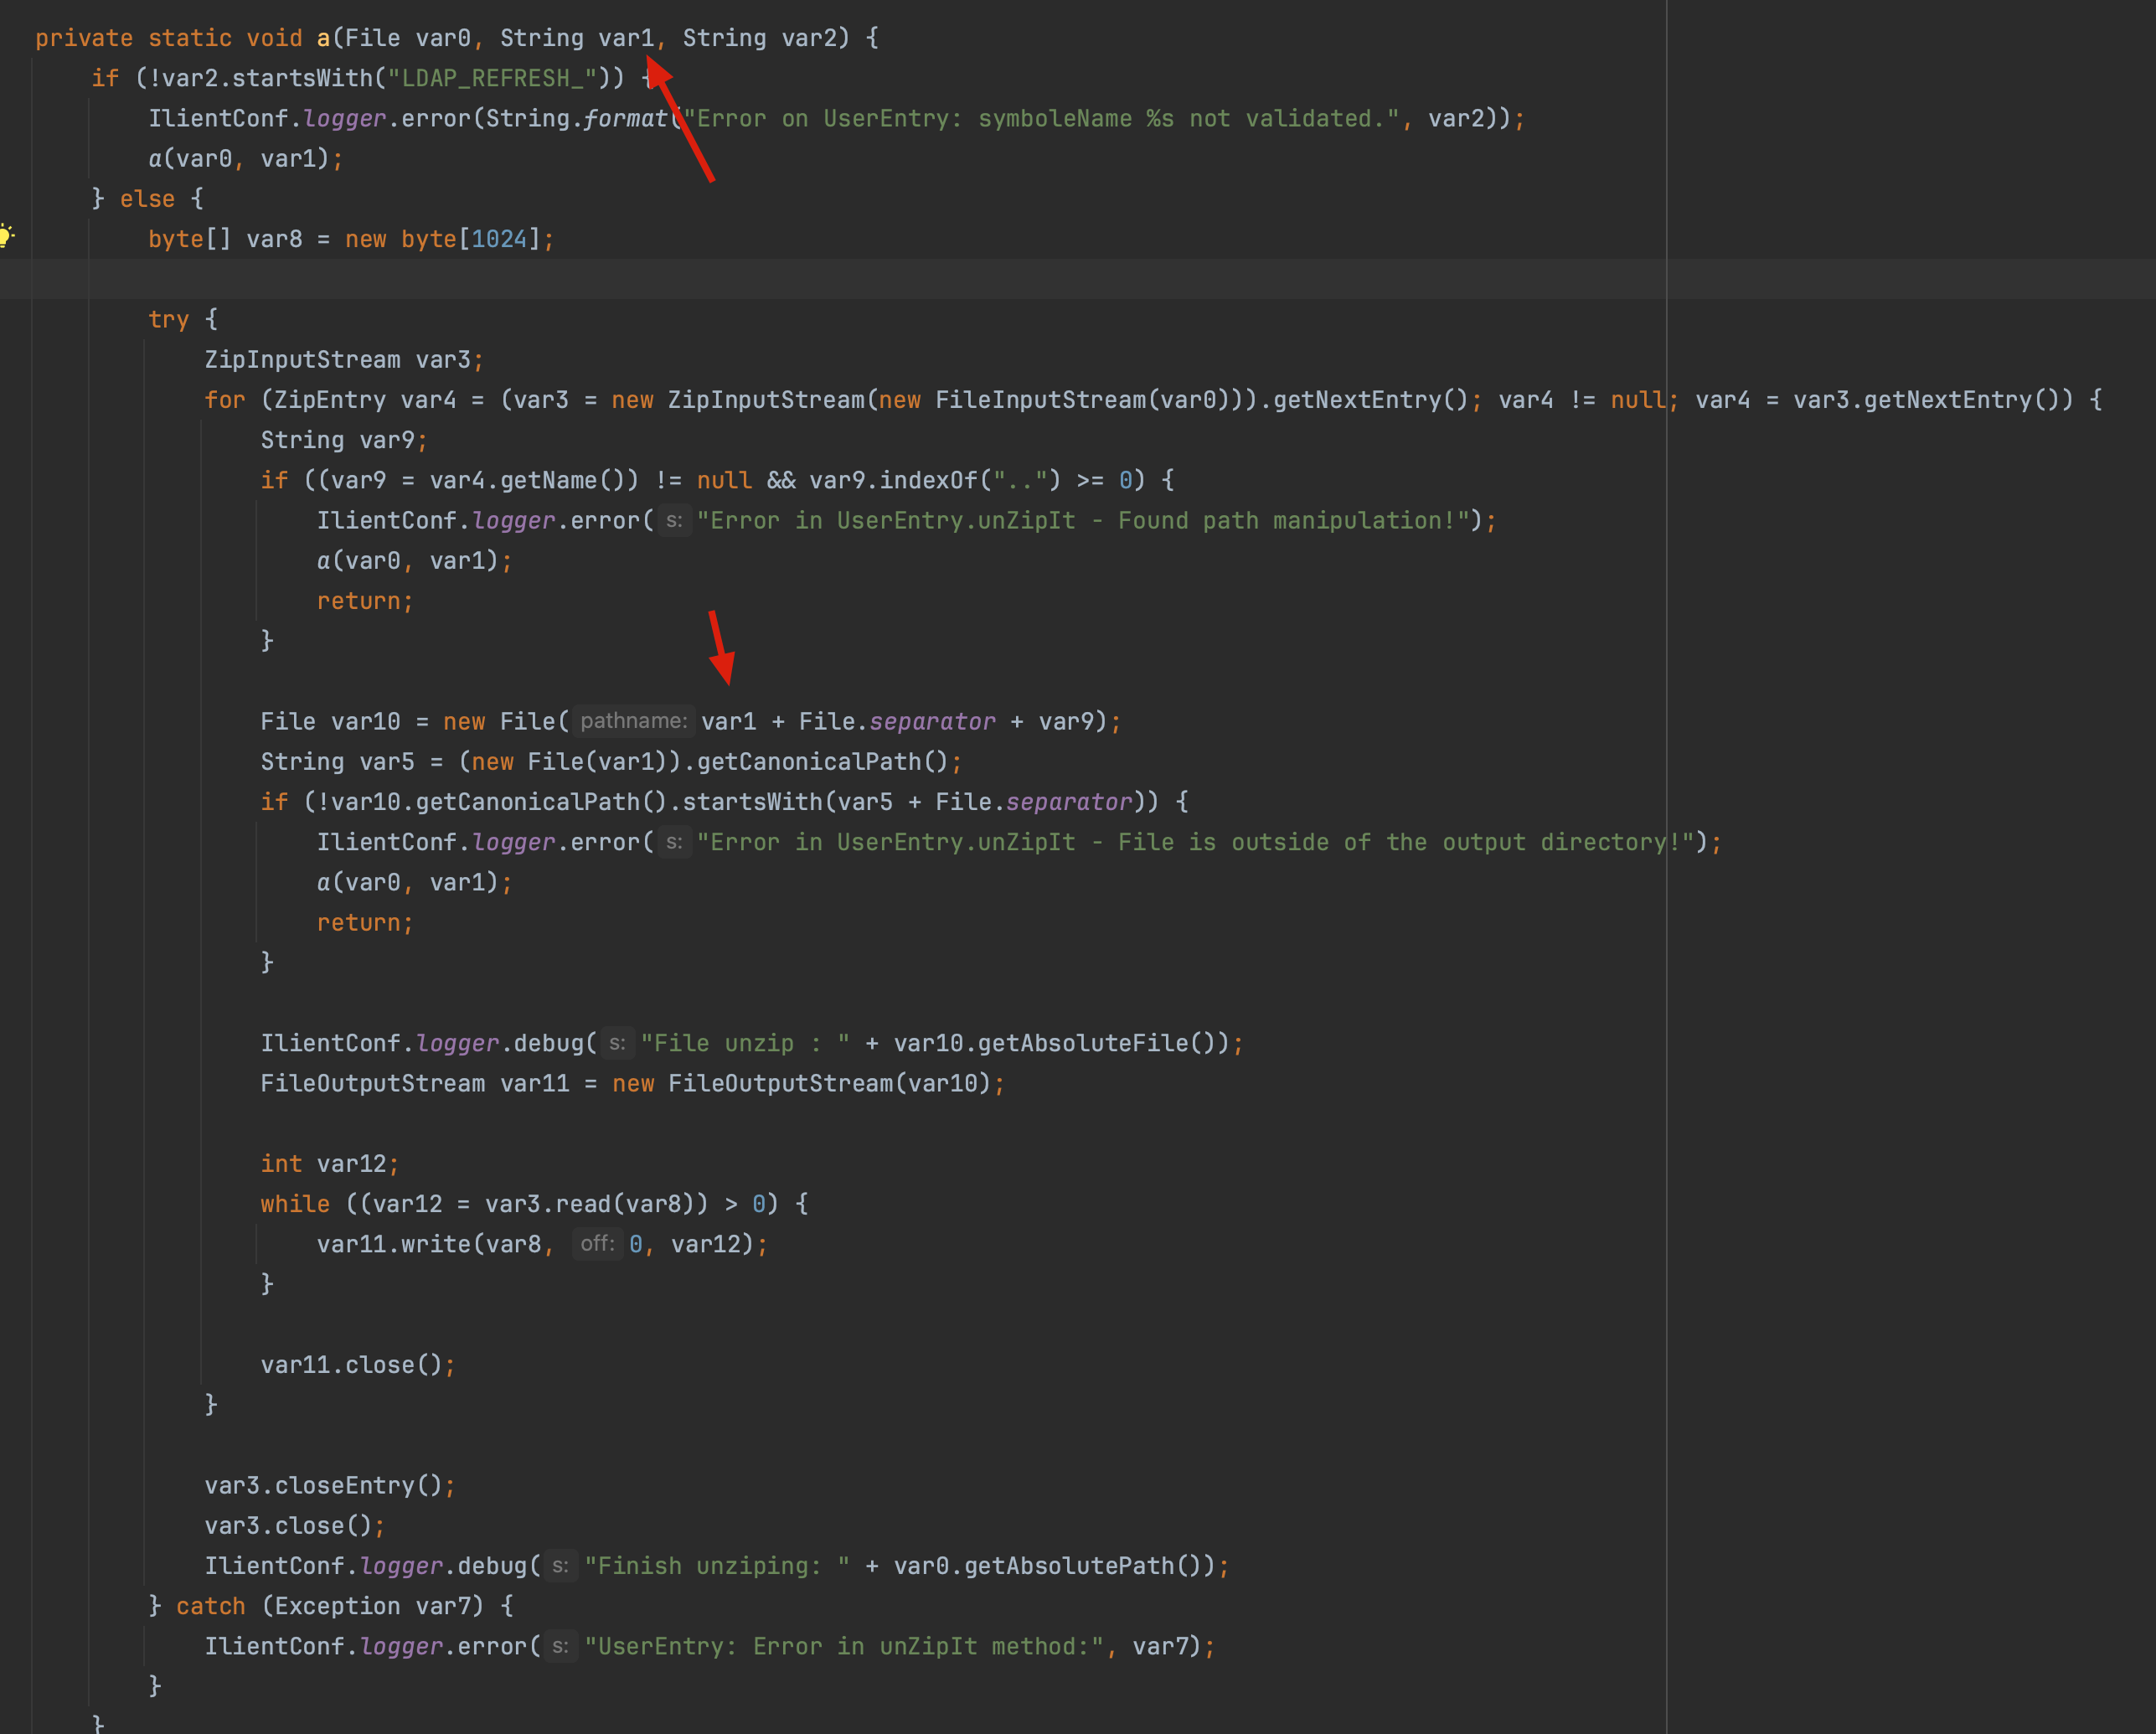 private static void a(File var0, String var1, String var2) {
if (!var2.startsWith("LDAP_REFRESH_")) {
IlientConf.logger.error(String.format("Error on UserEntry: symboleName %s not validated.", var2));
a(var0, var1);
} else {
byte[] var8 = new byte[1024];
try {
ZipInputStream var3;
for (ZipEntry var4 = (var3 = new ZipInputStream(new FileInputStream(var0))).getNextEntry(); var4 != null; var4 = var3.getNextEntry()) {
String var9;
if ((var9 = var4.getName()) != null && var9.indexOf("..") >= 0) {
IlientConf.logger.error( s: "Error in UserEntry.unZipIt - Found path manipulation!");
a(var0, var1);
return;
}
File var10 = new File( pathname: var1 + File.separator + var9);
String var5 = (new File(var1)).getCanonicalPath();
if (!var10.getCanonicalPath().startsWith(var5 + File.separator)) {
IlientConf.logger.error( s: "Error in UserEntry.unZipIt - File is outside of the output directory!");
a(var0, var1);
return;
}
IlientConf.logger.debug( s: "File unzip : " + var10.getAbsoluteFile());
FileOutputStream var11 = new FileOutputStream(var10);
int var12;
while ((var12 = var3.read(var8)) > 0) {
var11.write(var8, off: 0, var12);
}
var11.close();
}
var3.closeEntry();
var3.close();
IlientConf.logger.debug( s: "Finish unziping: " + var0.getAbsolutePath());
} catch (Exception var7) {
IlientConf.logger.error( s: "UserEntry: Error in unZipIt method:", var7);
}
}